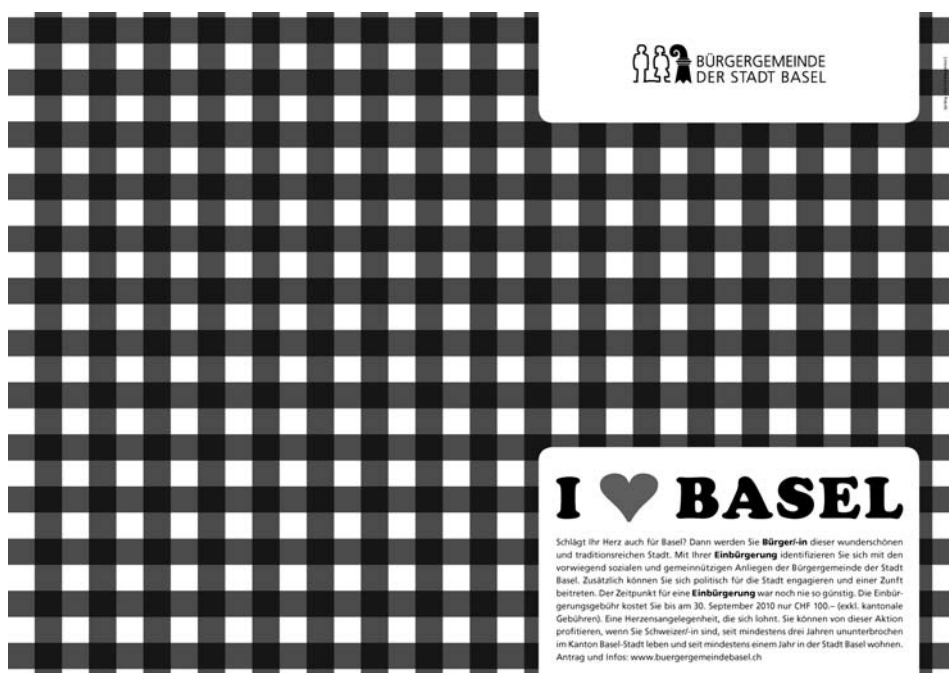 BÜRGERGEMEINDE
DER STADT BASEL
I ♥ BASEL
Schlägt Ihr Herz auch für Basel? Dann werden Sie Bürger/-in dieser wunderschönen
und traditionsreichen Stadt. Mit Ihrer Einbürgerung identifizieren Sie sich mit den
vorwiegend sozialen und gemeinnützigen Anliegen der Bürgergemeinde der Stadt
Basel. Zusätzlich können Sie sich politisch für die Stadt engagieren und einer Zunft
beitreten. Der Zeitpunkt für eine Einbürgerung war noch nie so günstig. Die Einbür-
gerungsgebühr kostet Sie bis am 30. September 2010 nur CHF 100.– (exkl. kantonale
Gebühren). Eine Herzensangelegenheit, die sich lohnt. Sie können von dieser Aktion
profitieren, wenn Sie Schweizer/-in sind, seit mindestens drei Jahren ununterbrochen
im Kanton Basel-Stadt leben und seit mindestens einem Jahr in der Stadt Basel wohnen.
Antrag und Infos: www.buergergemeindebasel.ch